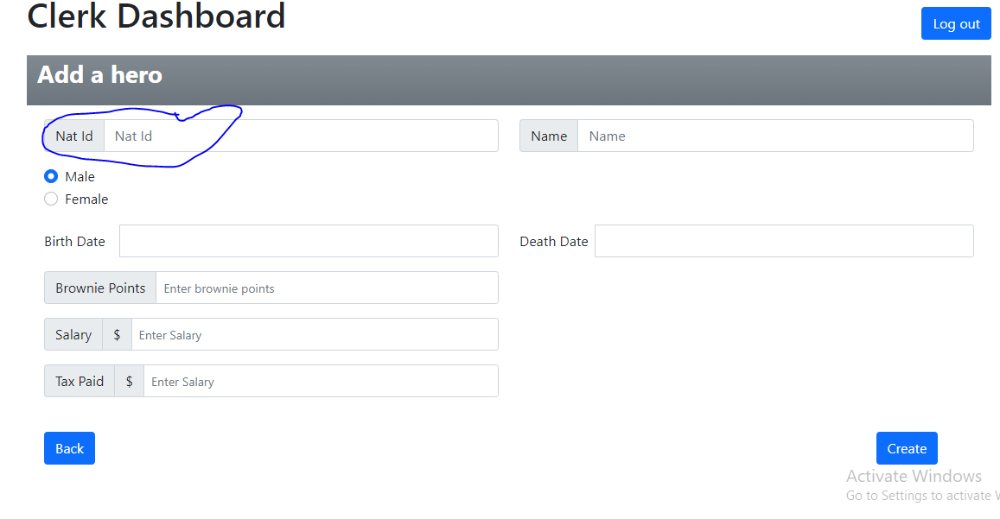 Clerk Dashboard
Log out
Add a hero
Nat Id Nat Id
Name Name
Male
Female
Birth Date
Death Date
Brownie Points Enter brownie points
Salary $ Enter Salary
Tax Paid $ Enter Salary
Back
Create
Activate Windows
Go to Settings to activate